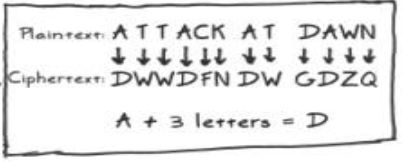 Plaintext: ATTACK AT DAWN
Ciphertext: DWWDFN DW GDZQ
A + 3 letters = D